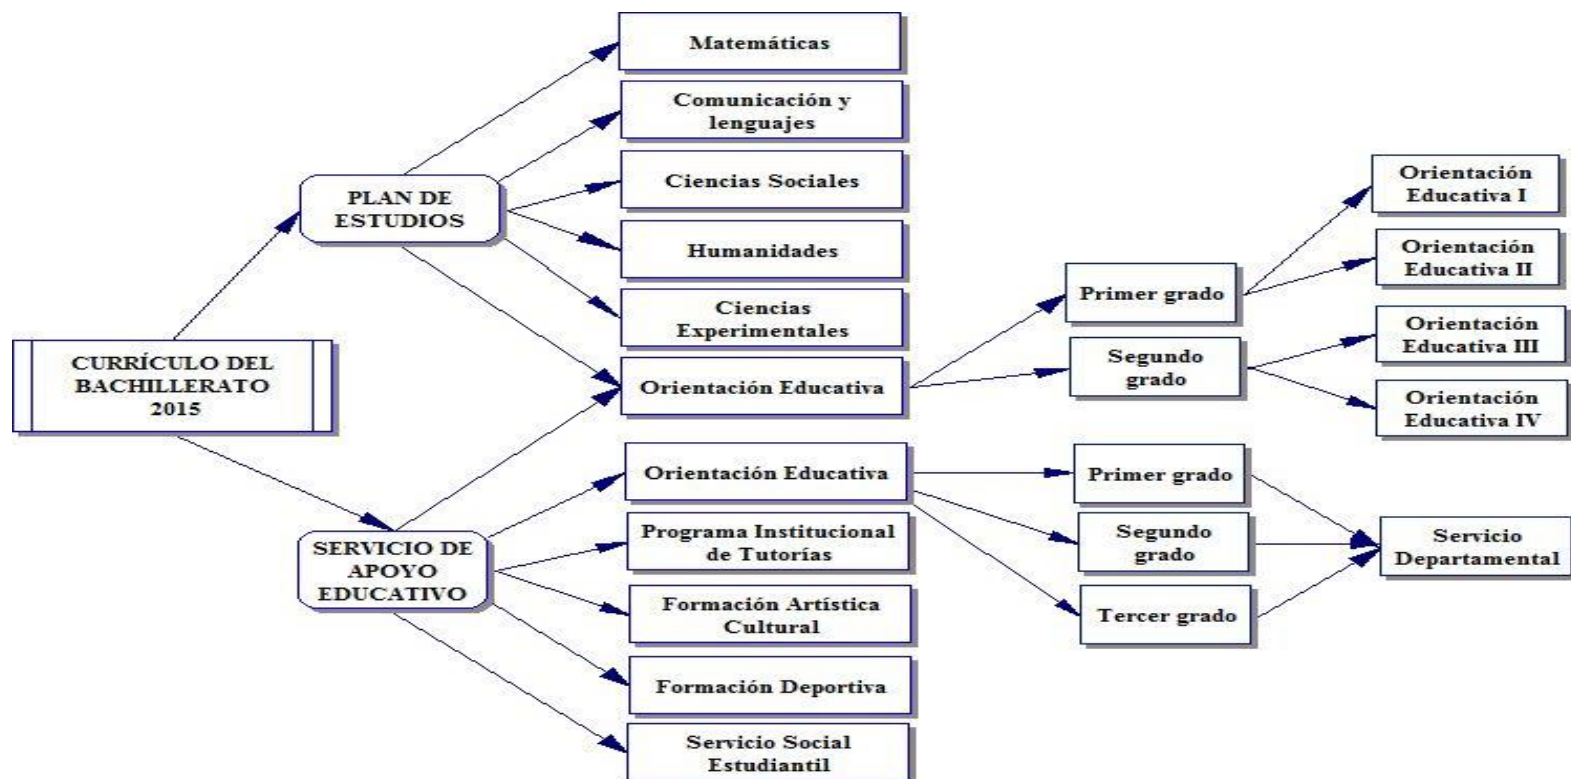 CURRÍCULO DEL
BACHILLERATO
2015
PLAN DE
ESTUDIOS
SERVICIO DE
APOYO
EDUCATIVO
Matemáticas
Comunicación y
lenguajes
Ciencias Sociales
Humanidades
Ciencias
Experimentales
Orientación Educativa
Orientación Educativa
Programa Institucional
de Tutorías
Formación Artística
Cultural
Formación Deportiva
Servicio Social
Estudiantil
Primer grado
Segundo
grado
Primer grado
Segundo
grado
Tercer grado
Orientación
Educativa I
Orientación
Educativa II
Orientación
Educativa III
Orientación
Educativa IV
Servicio
Departamental